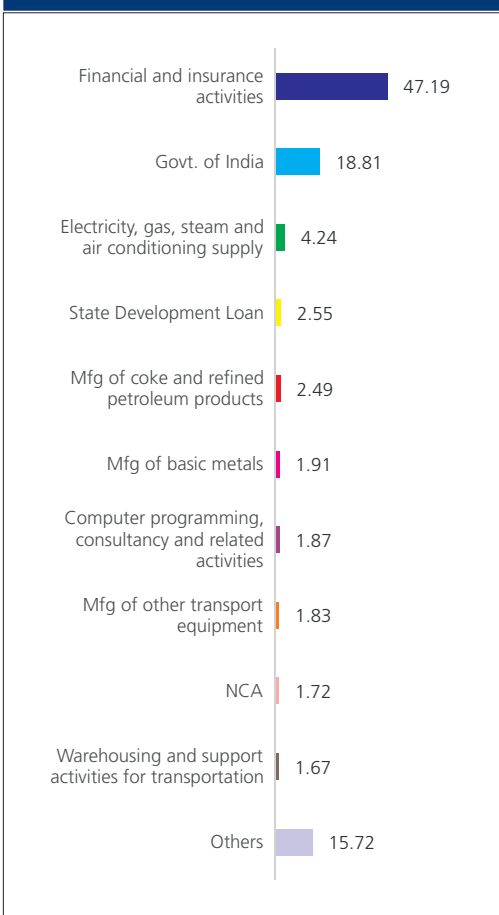 Financial and insurance
activities
47.19
Govt. of India
18.81
Electricity, gas, steam and
air conditioning supply
4.24
State Development Loan
2.55
Mfg of coke and refined
petroleum products
2.49
Mfg of basic metals
1.91
Computer programming,
consultancy and related
activities
1.87
Mfg of other transport
equipment
1.83
NCA
1.72
Warehousing and support
activities for transportation
1.67
Others
15.72